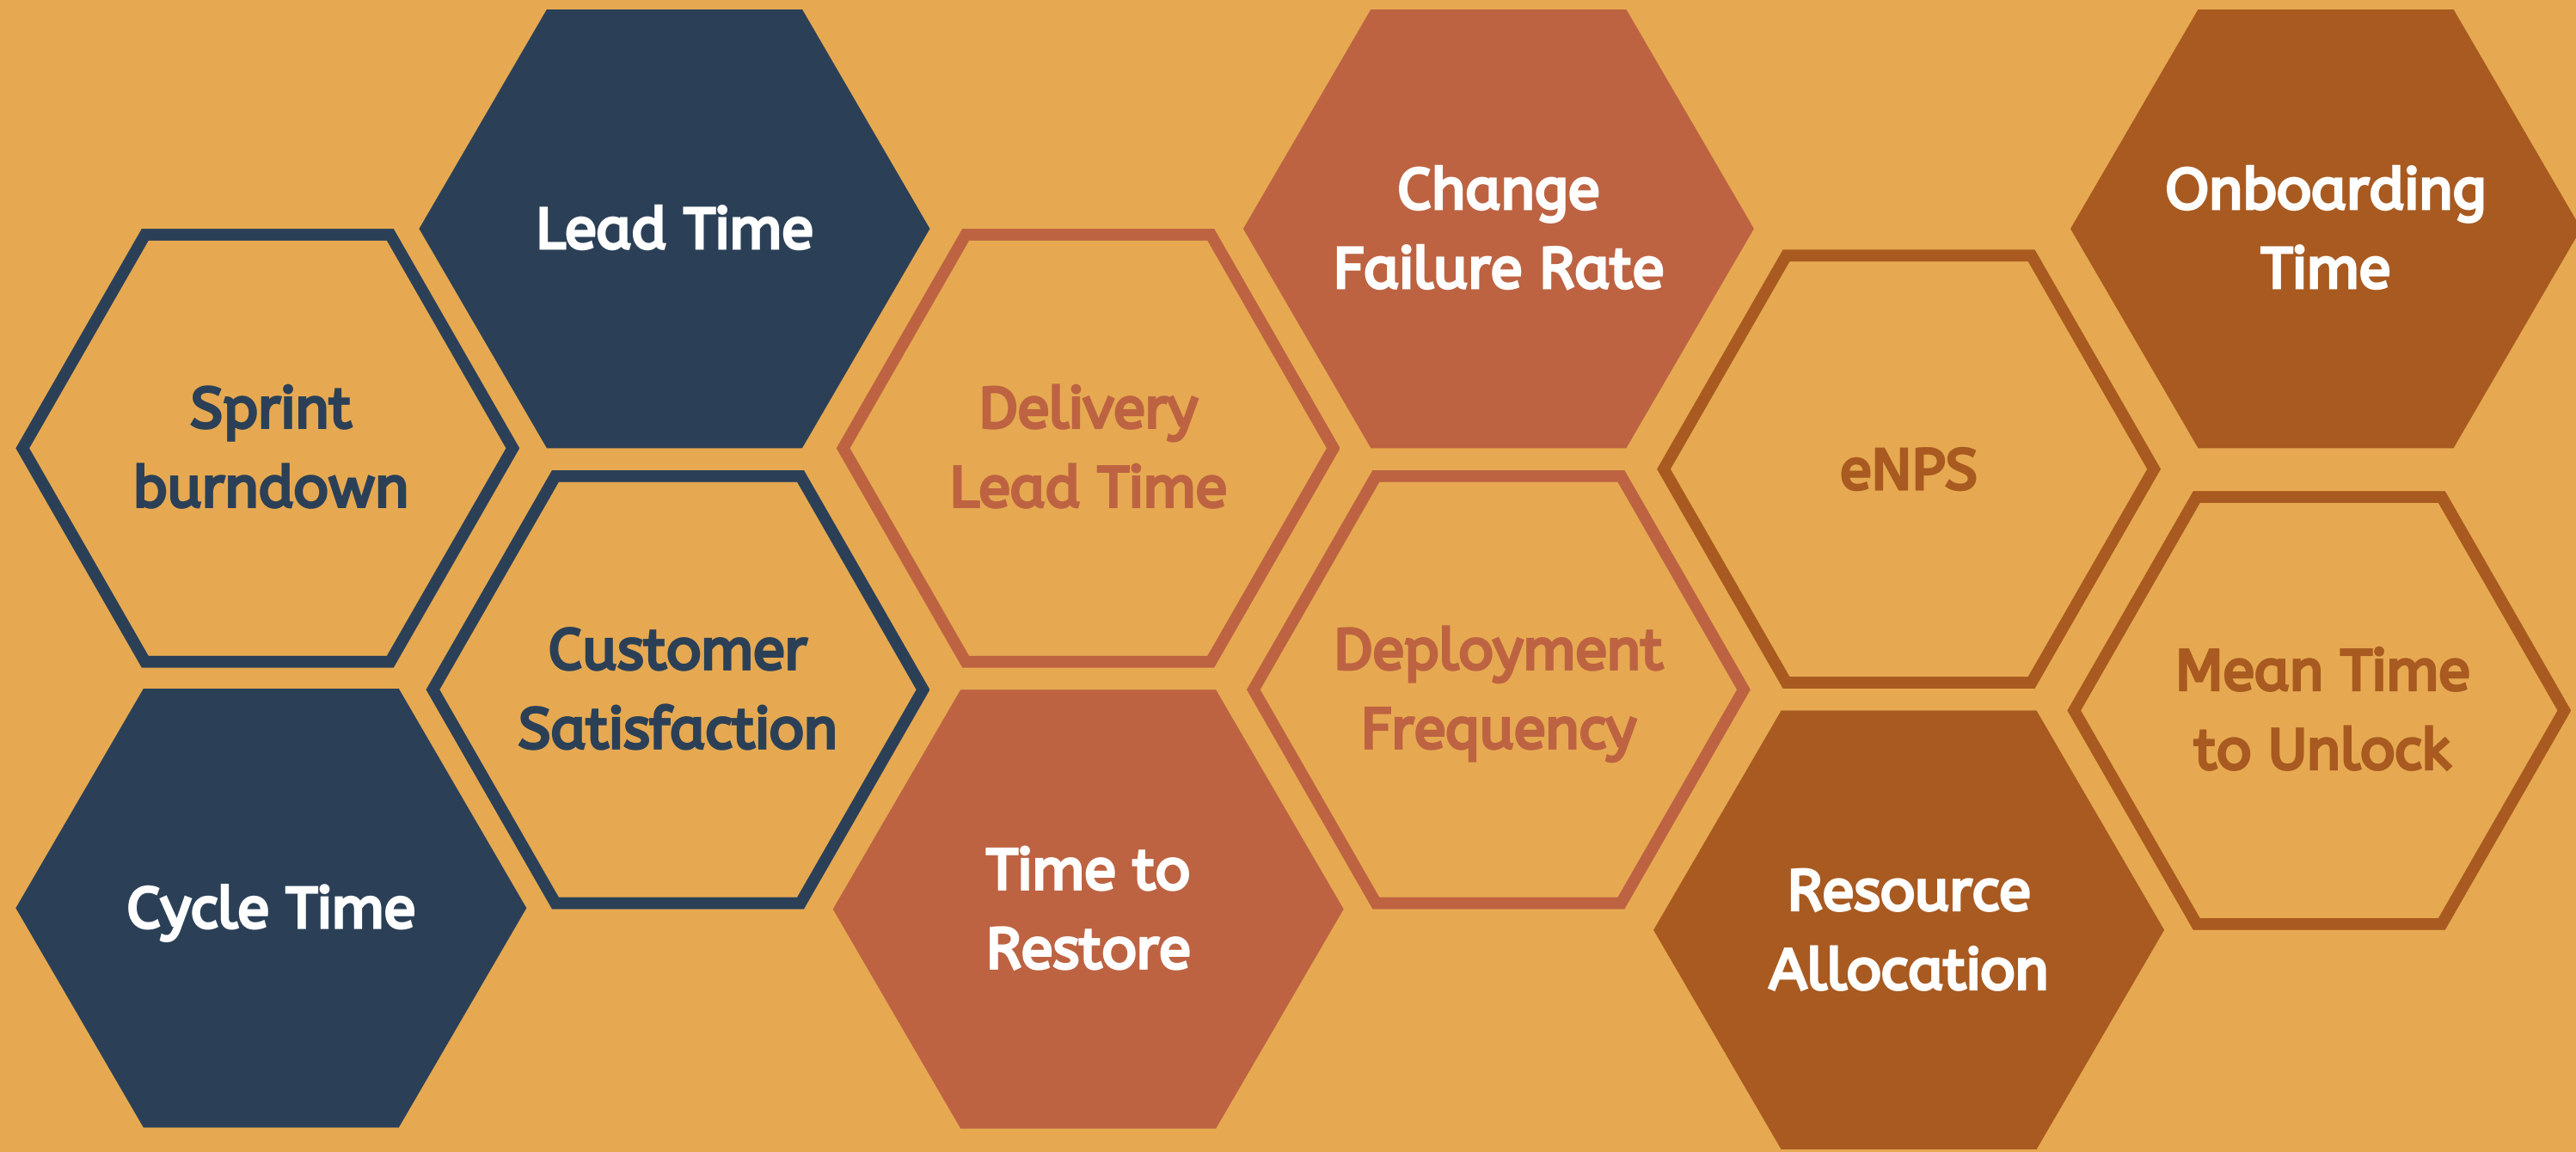 Lead Time
Change
Failure Rate
Onboarding
Time
Sprint
burndown
Delivery
Lead Time
eNPS
Customer
Satisfaction
Deployment
Frequency
Mean Time
to Unlock
Cycle Time
Time to
Restore
Resource
Allocation